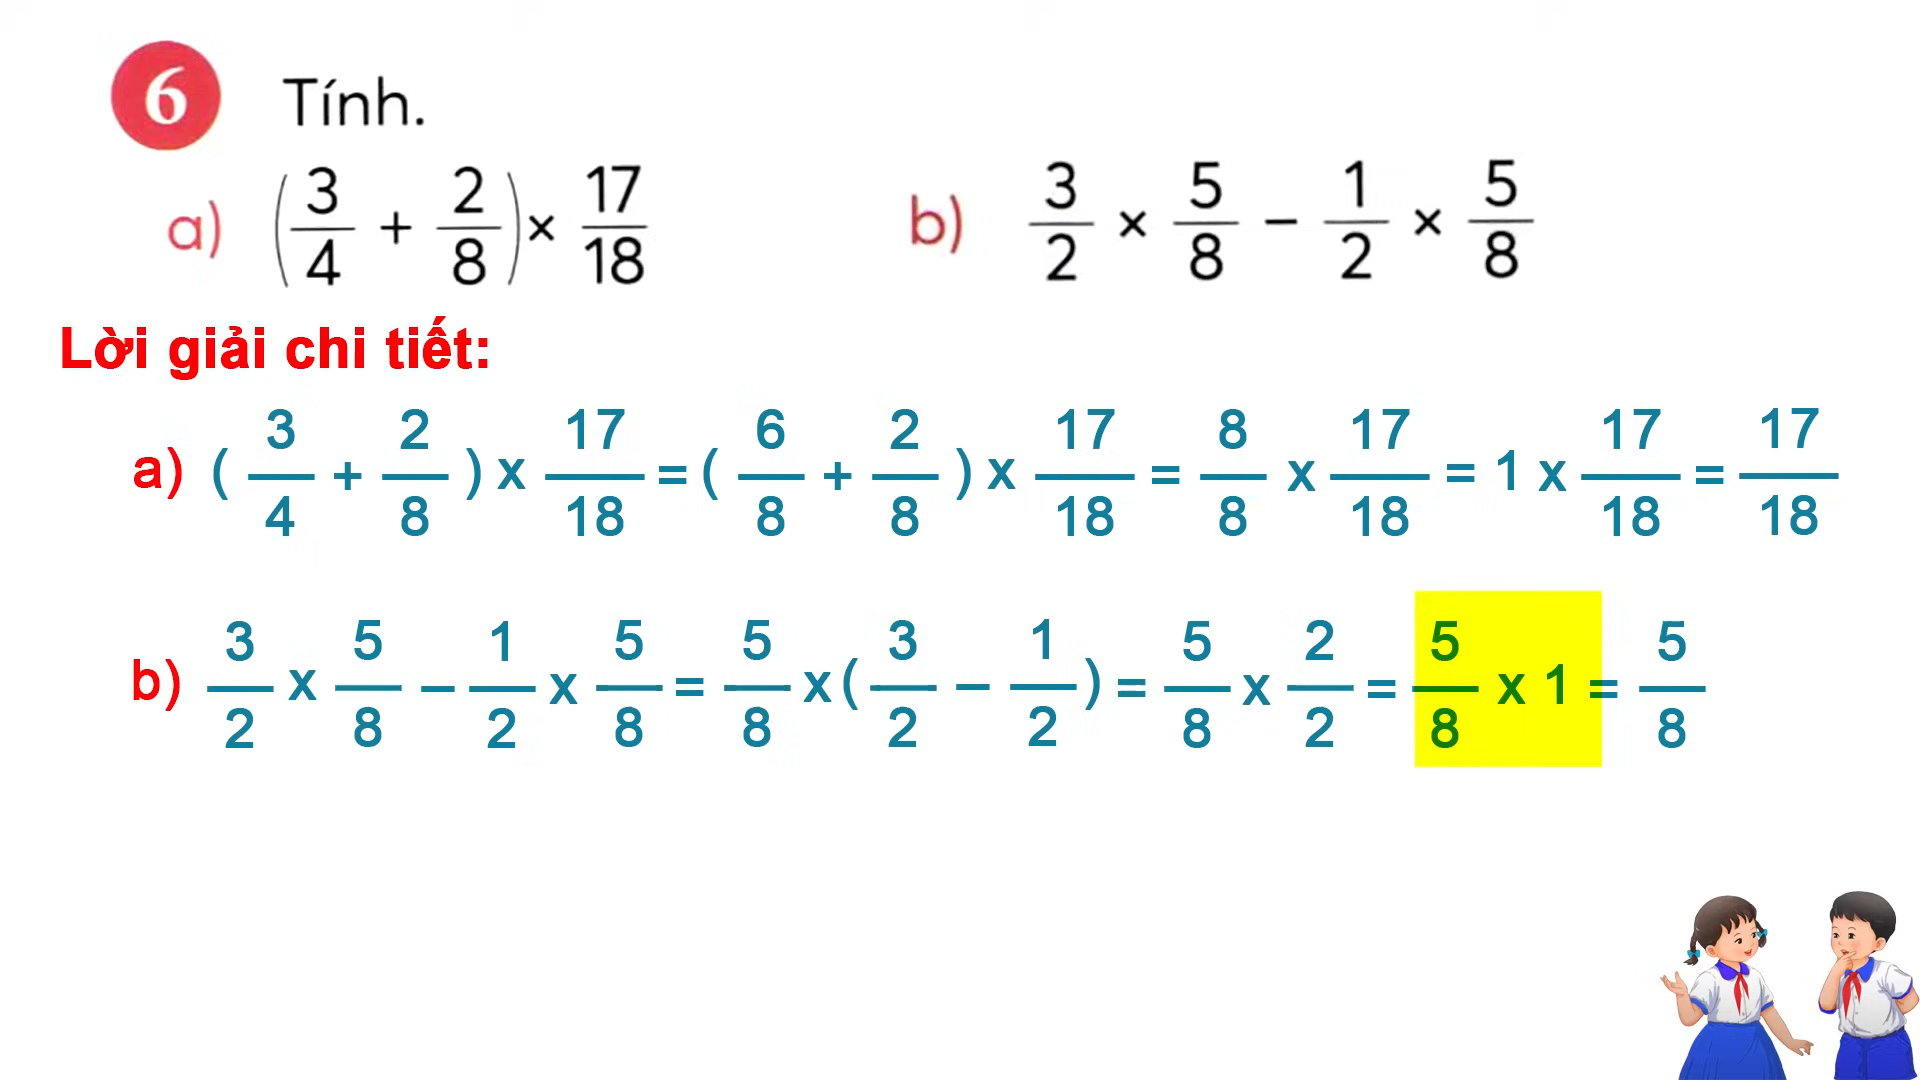 6 Tính.
a) (3/4 + 2/8) × 17/18
b) 3/2 × 5/8 − 1/2 × 5/8
Lời giải chi tiết:
a) ( 3/4 + 2/8 ) x 17/18 = ( 6/8 + 2/8 ) x 17/18 = 8/8 x 17/18 = 1 x 17/18 = 17/18
b) 3/2 x 5/8 − 1/2 x 5/8 = 5/8 x ( 3/2 − 1/2 ) = 5/8 x 2/2 = 5/8 x 1 = 5/8